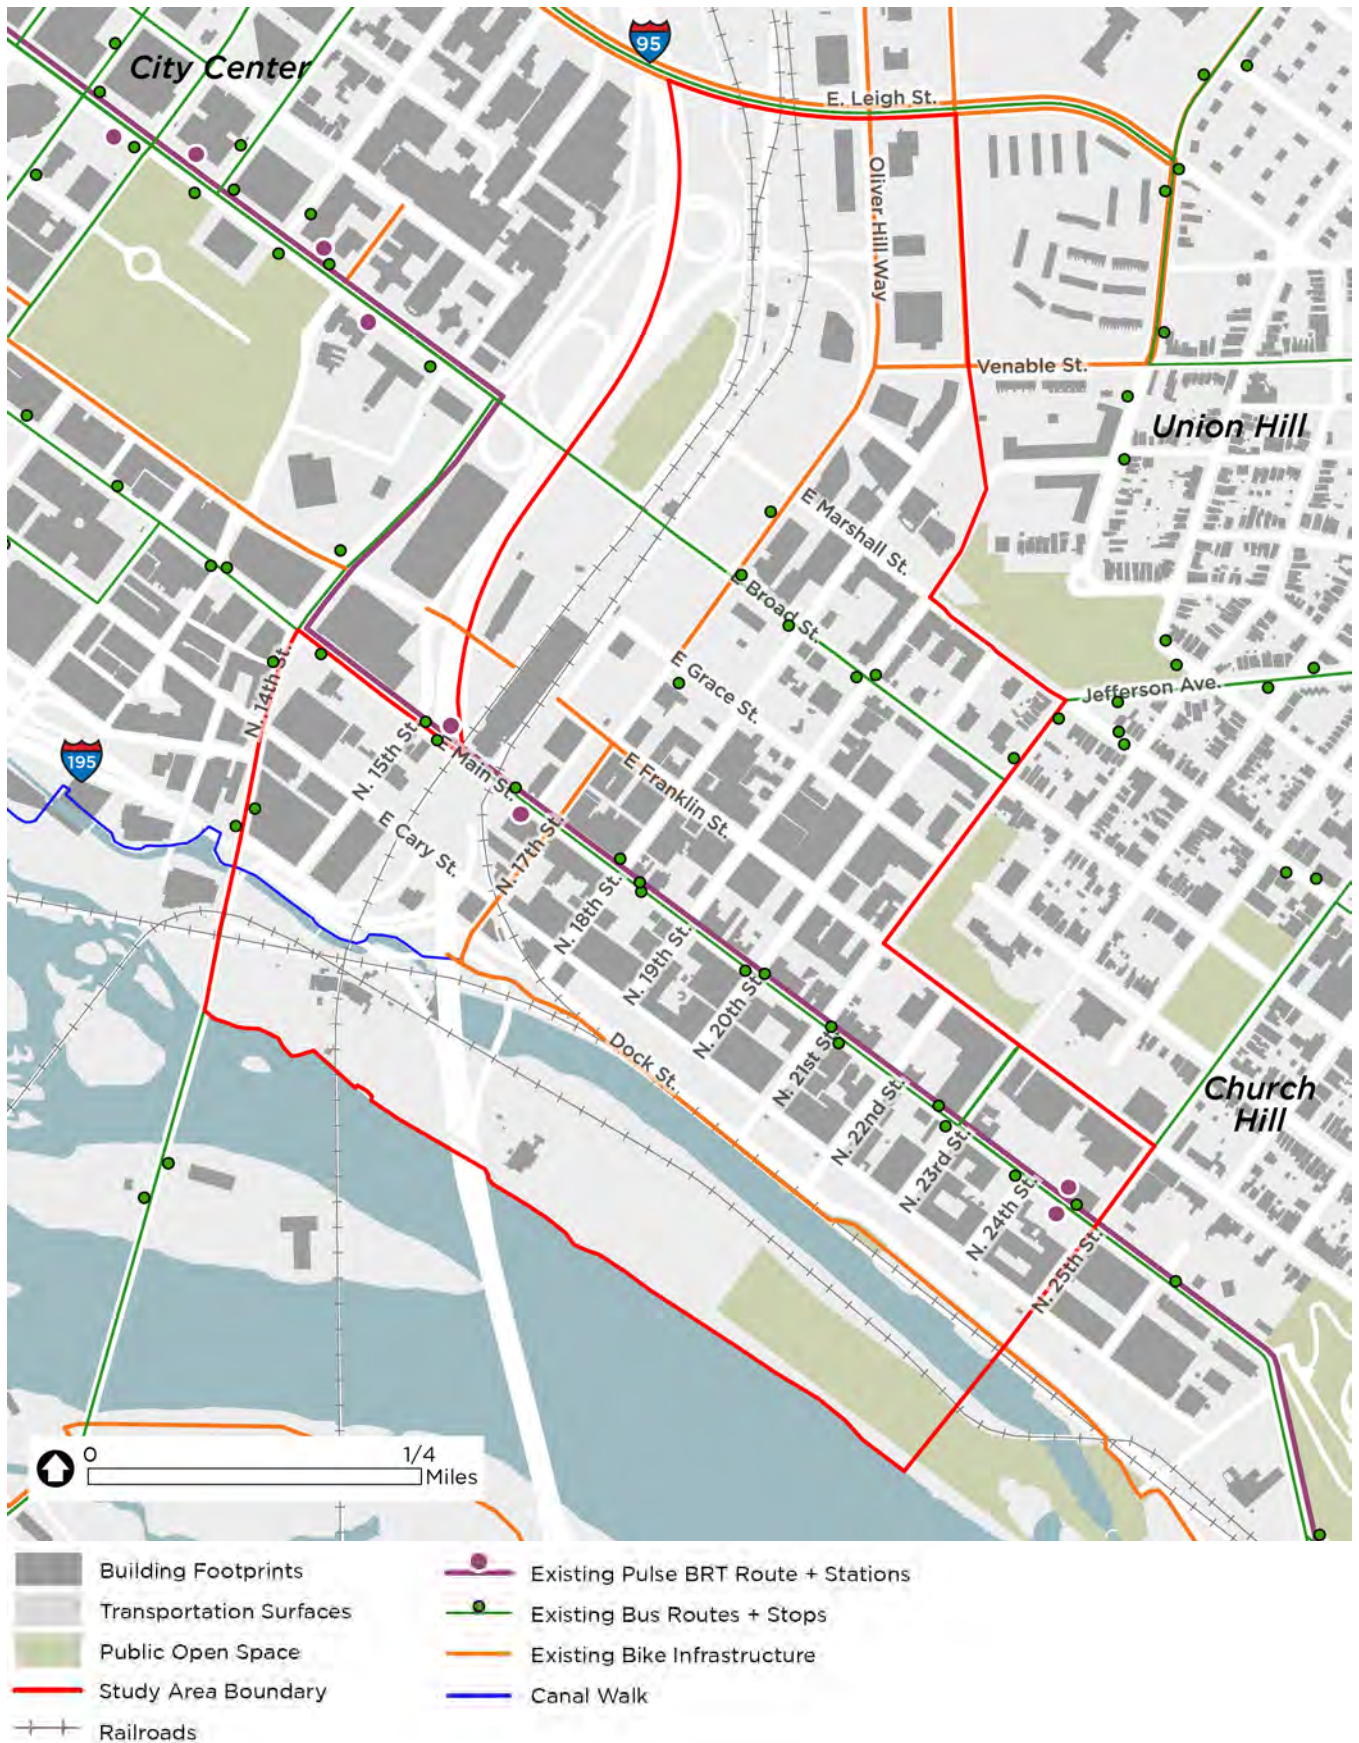 95
City Center
E. Leigh St.
Oliver Hill Way
Venable St.
Union Hill
E Marshall St.
E Broad St.
E Grace St.
Jefferson Ave.
N. 14th St.
195
N. 15th St.
E Main St.
E Franklin St.
E Cary St.
N. 17th St.
N. 18th St.
N. 19th St.
N. 20th St.
Dock St.
N. 21st St.
N. 22nd St.
N. 23rd St.
N. 24th St.
N. 25th St.
Church
Hill
0 1/4
Miles
Building Footprints
Transportation Surfaces
Public Open Space
Study Area Boundary
Railroads
Existing Pulse BRT Route + Stations
Existing Bus Routes + Stops
Existing Bike Infrastructure
Canal Walk